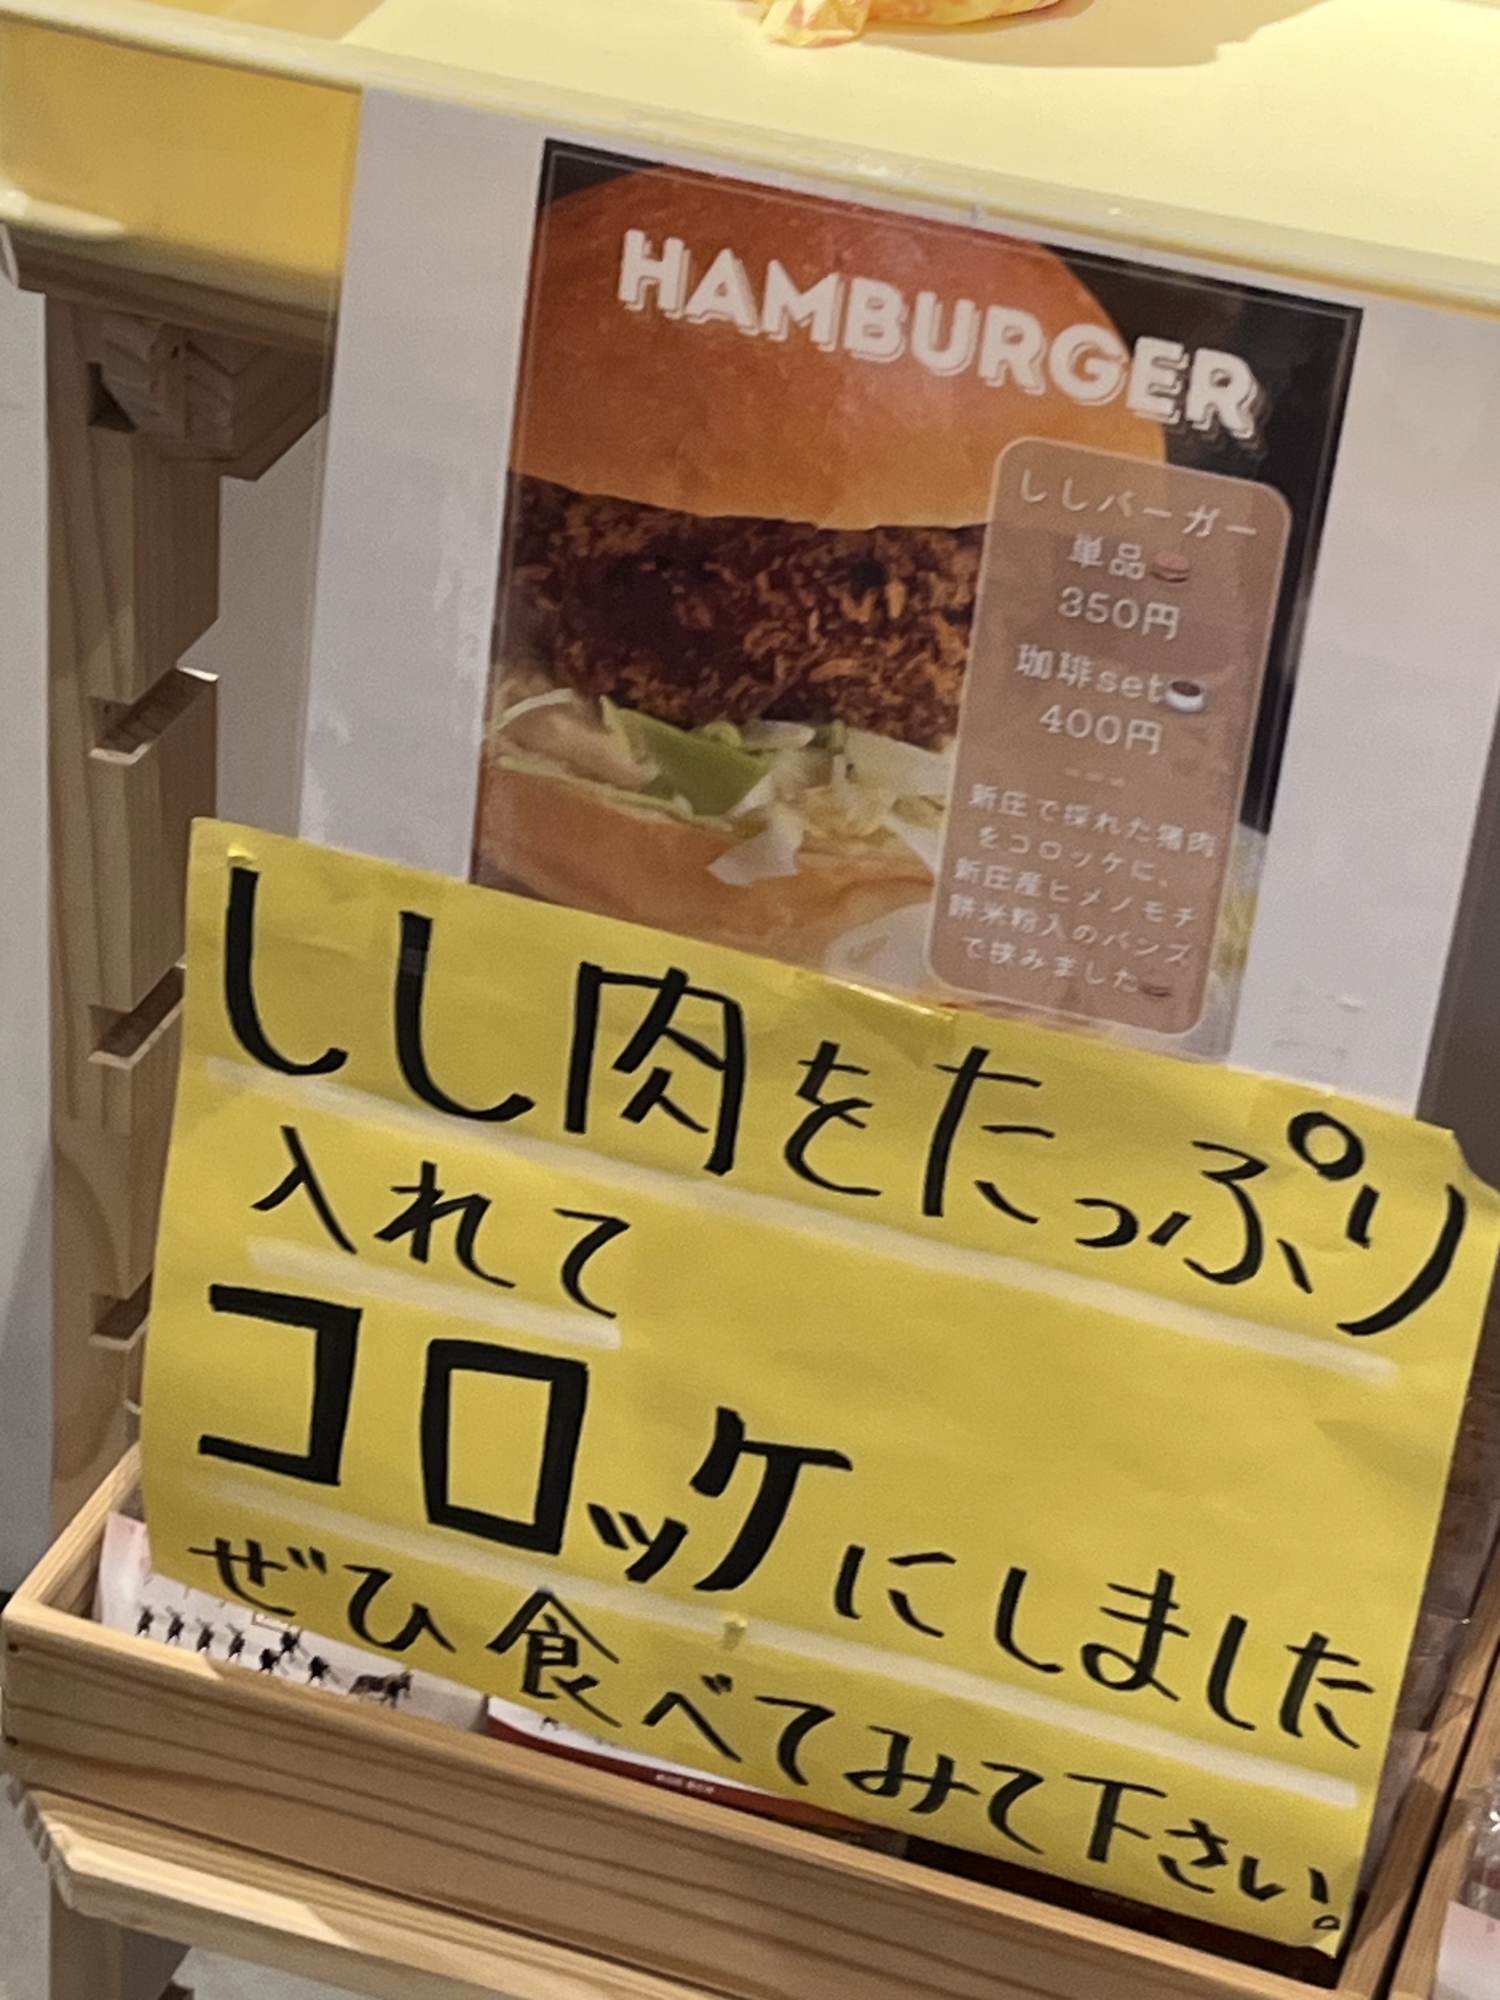 HAMBURGER
ししバーガー
単品
350円
珈琲set
400円
---
新庄で採れた猪肉
をコロッケに、
新庄産ヒメノモチ
餅米粉入のバンズ
で挟みました
しし肉をたっぷり
入れて
コロッケにしました
ぜひ食べてみて下さい。